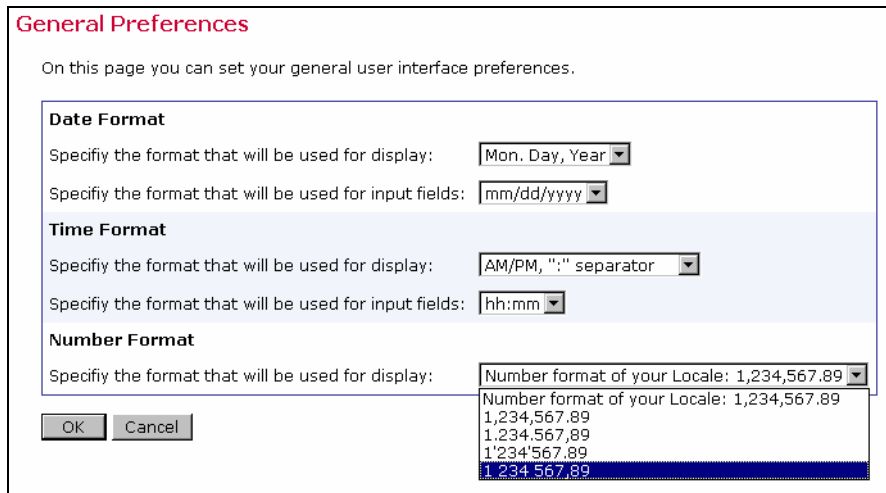 General Preferences
On this page you can set your general user interface preferences.
Date Format
Specifiy the format that will be used for display: Mon. Day, Year
Specifiy the format that will be used for input fields: mm/dd/yyyy
Time Format
Specifiy the format that will be used for display: AM/PM, ":" separator
Specifiy the format that will be used for input fields: hh:mm
Number Format
Specifiy the format that will be used for display: Number format of your Locale: 1,234,567.89
Number format of your Locale: 1,234,567.89
1,234,567.89
1.234.567,89
1'234'567.89
1 234 567,89
OK Cancel